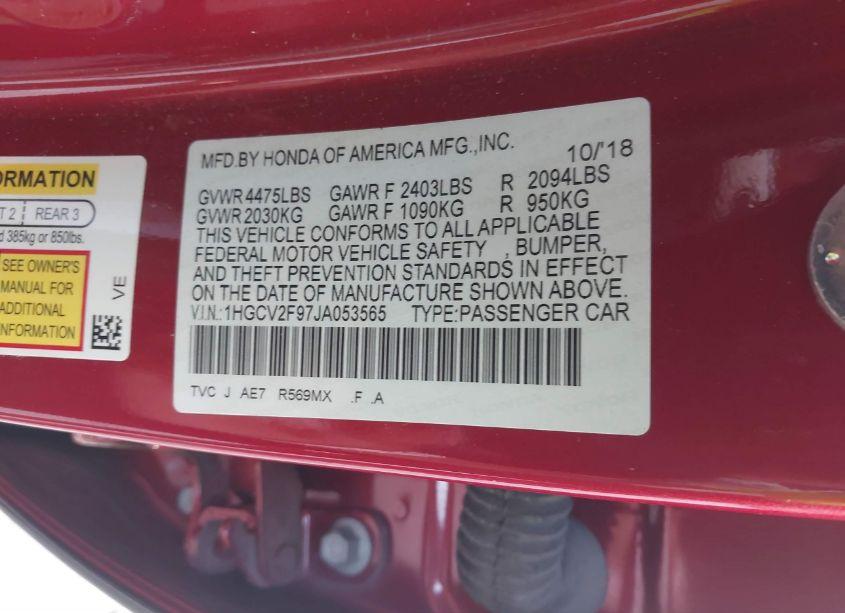 ORMATION
T 2 | REAR 3
d 385kg or 850lbs.
SEE OWNER'S
MANUAL FOR
ADDITIONAL
INFORMATION
VE
MFD.BY HONDA OF AMERICA MFG.,INC. 10/'18
GVWR 4475LBS GAWR F 2403LBS R 2094LBS
GVWR 2030KG GAWR F 1090KG R 950KG
THIS VEHICLE CONFORMS TO ALL APPLICABLE
FEDERAL MOTOR VEHICLE SAFETY , BUMPER,
AND THEFT PREVENTION STANDARDS IN EFFECT
ON THE DATE OF MANUFACTURE SHOWN ABOVE.
V.I.N.:1HGCV2F97JA053565 TYPE:PASSENGER CAR
TVC J AE7 R569MX .F .A